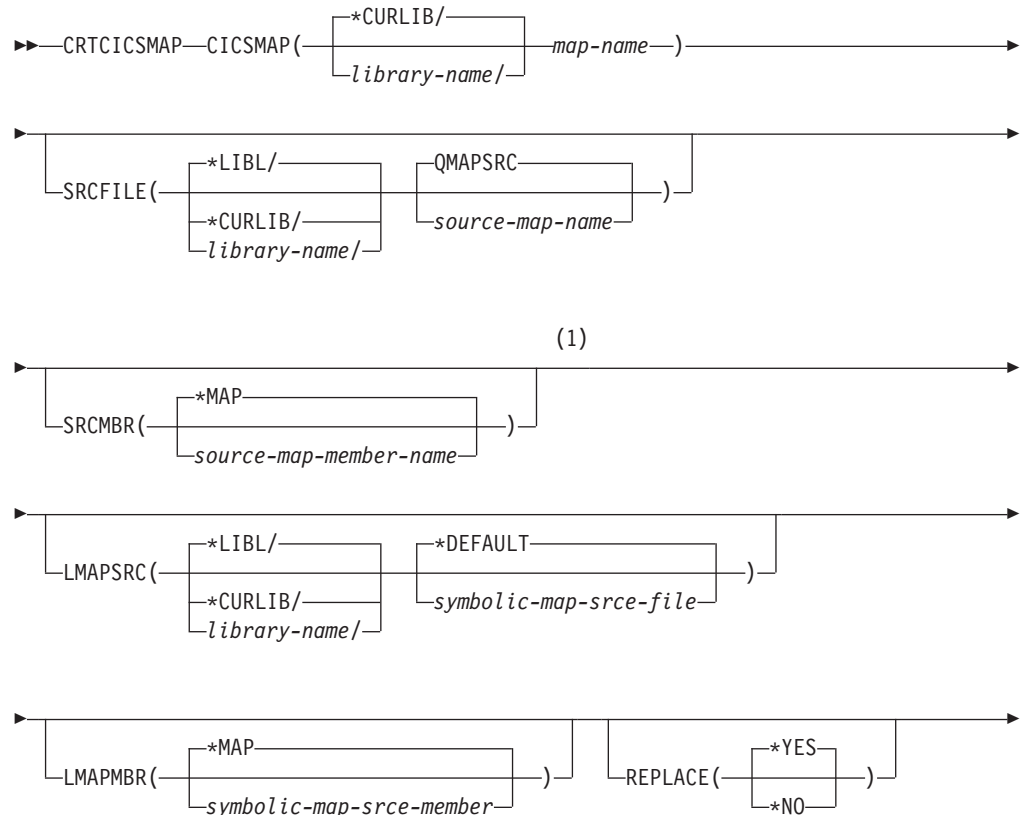 *CURLIB/
CRTCICSMAP CICSMAP( map-name )
library-name/
*LIBL/ QMAPSRC
SRCFILE( )
*CURLIB/ source-map-name
library-name/
(1)
*MAP
SRCMBR( )
source-map-member-name
*LIBL/ *DEFAULT
LMAPSRC( )
*CURLIB/ symbolic-map-srce-file
library-name/
*MAP *YES
LMAPMBR( ) REPLACE( )
symbolic-map-srce-member *NO